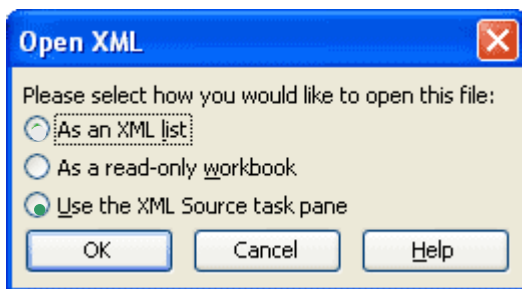 Open XML
Please select how you would like to open this file:
As an XML list
As a read-only workbook
Use the XML Source task pane
OK Cancel Help